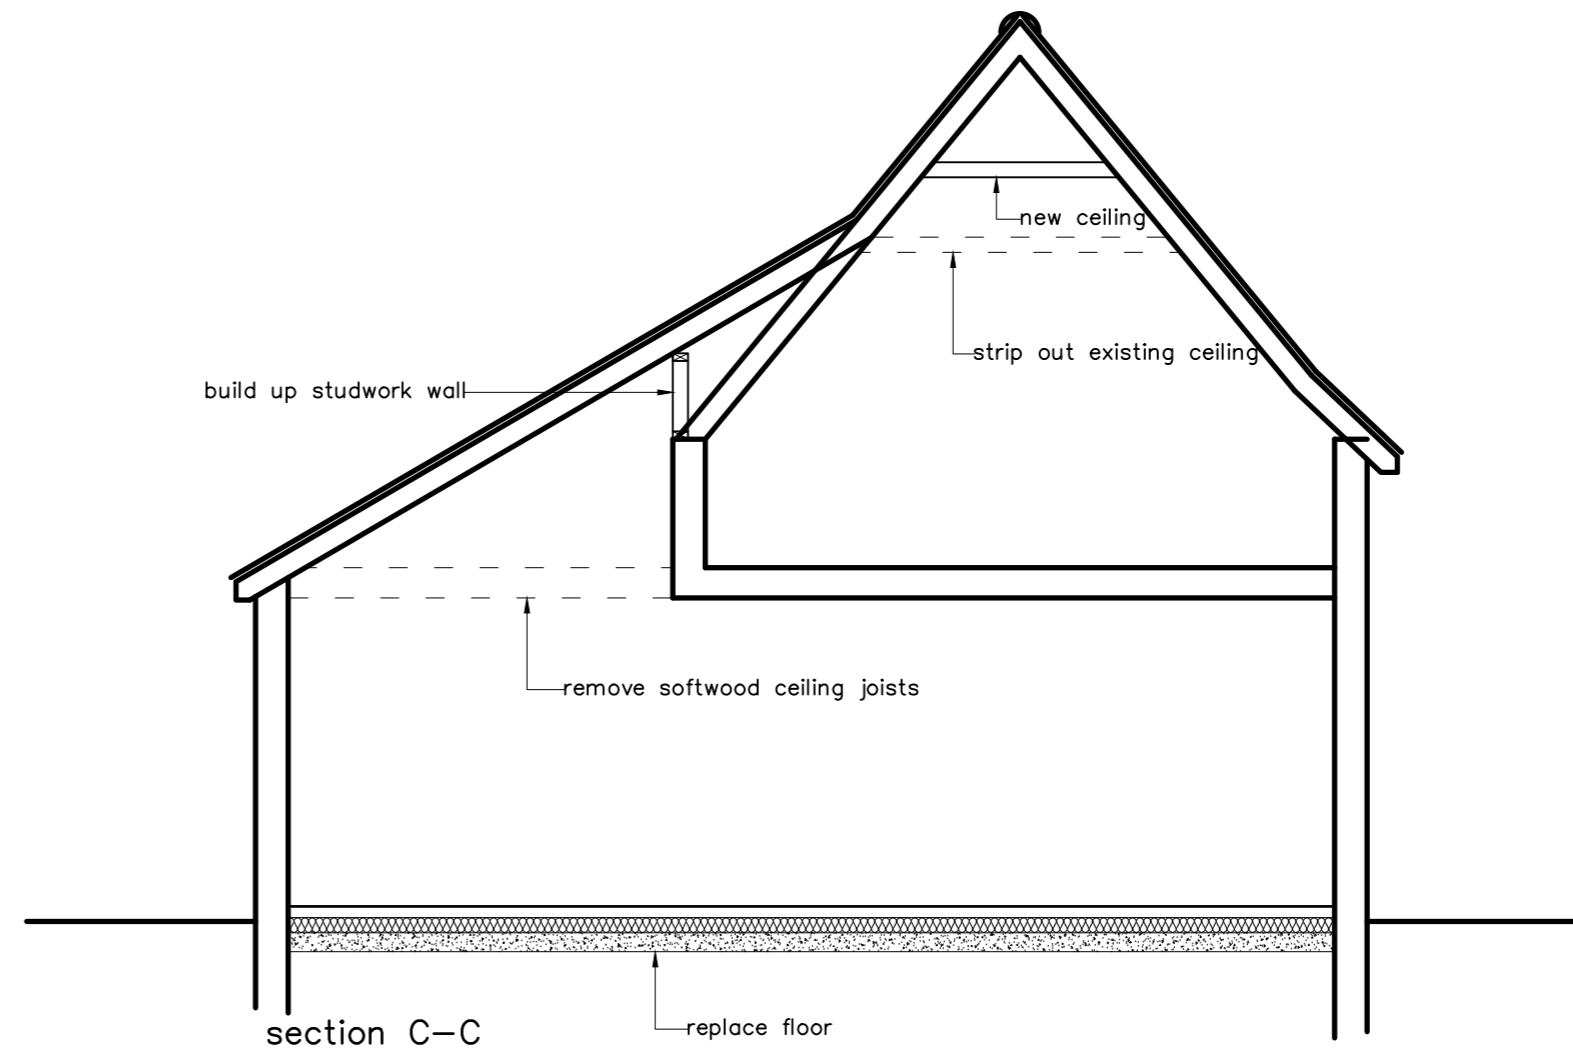 new ceiling
strip out existing ceiling
build up studwork wall
remove softwood ceiling joists
replace floor
section C-C